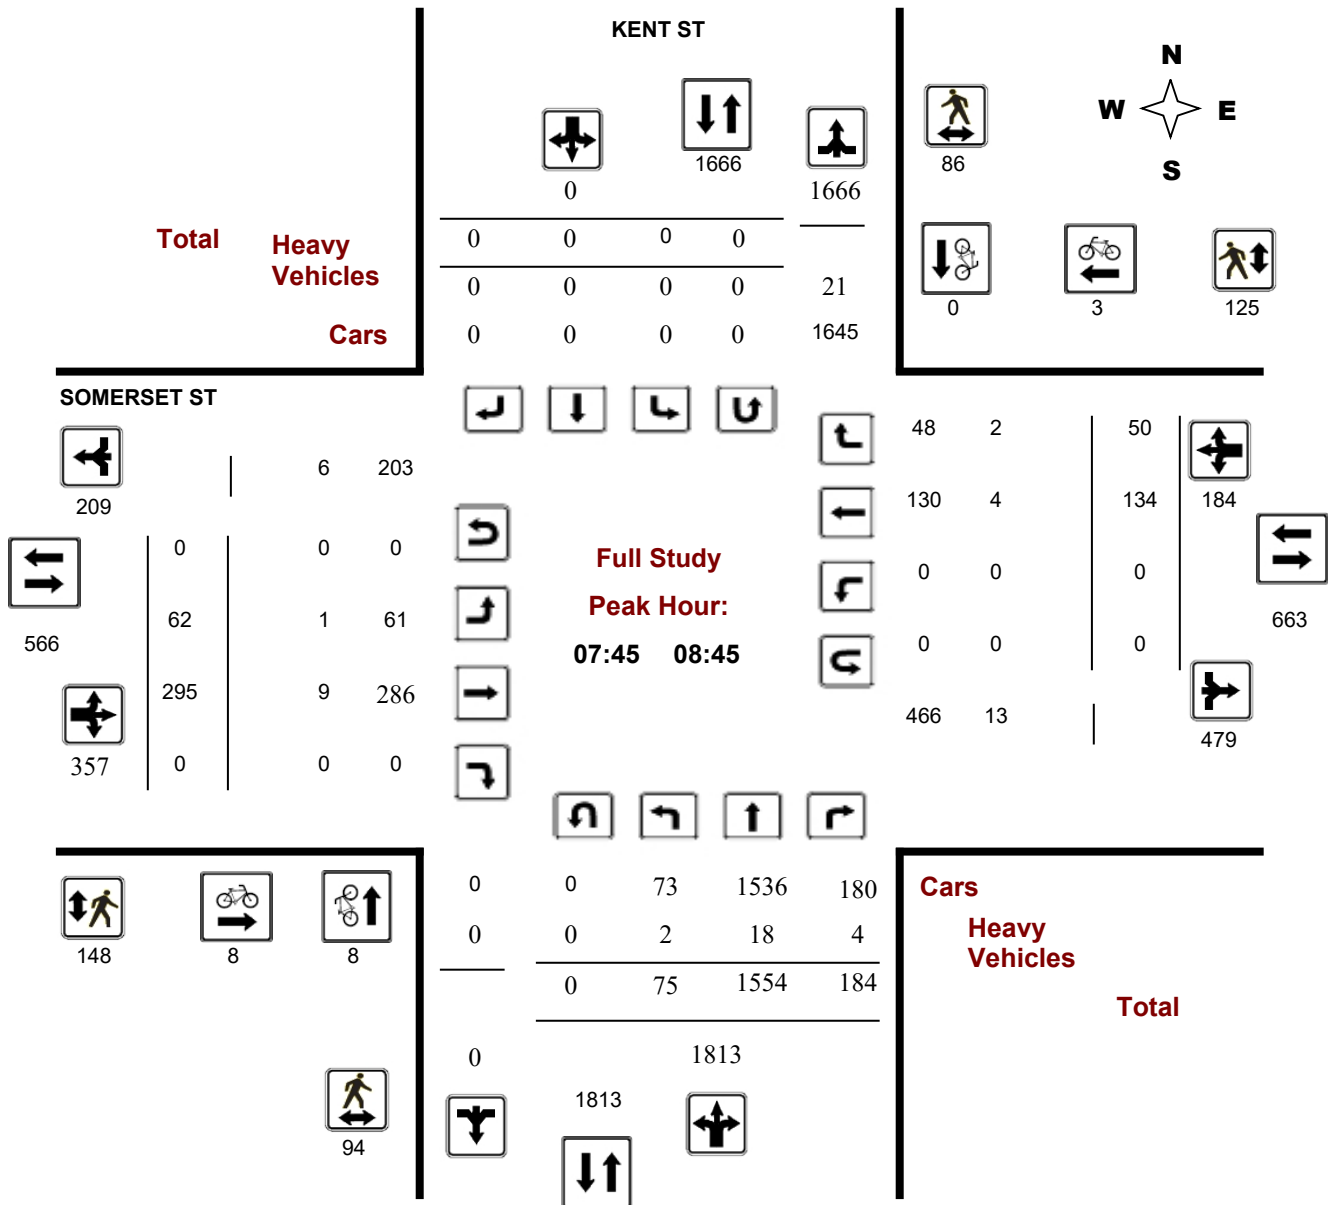 KENT ST
N
W E
S
1666
86
0 1666
Total
Heavy
Vehicles
Cars
0 0 0 0
0 0 0 0 21
0 0 0 0 1645
0 3 125
SOMERSET ST
6 203
209
0 0 0
62 1 61
566
295 9 286
357
0 0 0
Full Study
Peak Hour:
07:45 08:45
48 2 50
130 4 134 184
0 0 0
663
0 0 0
466 13
479
148 8 8
0 0 73 1536 180
0 0 2 18 4
0 75 1554 184
0 1813
1813
94
Cars
Heavy
Vehicles
Total